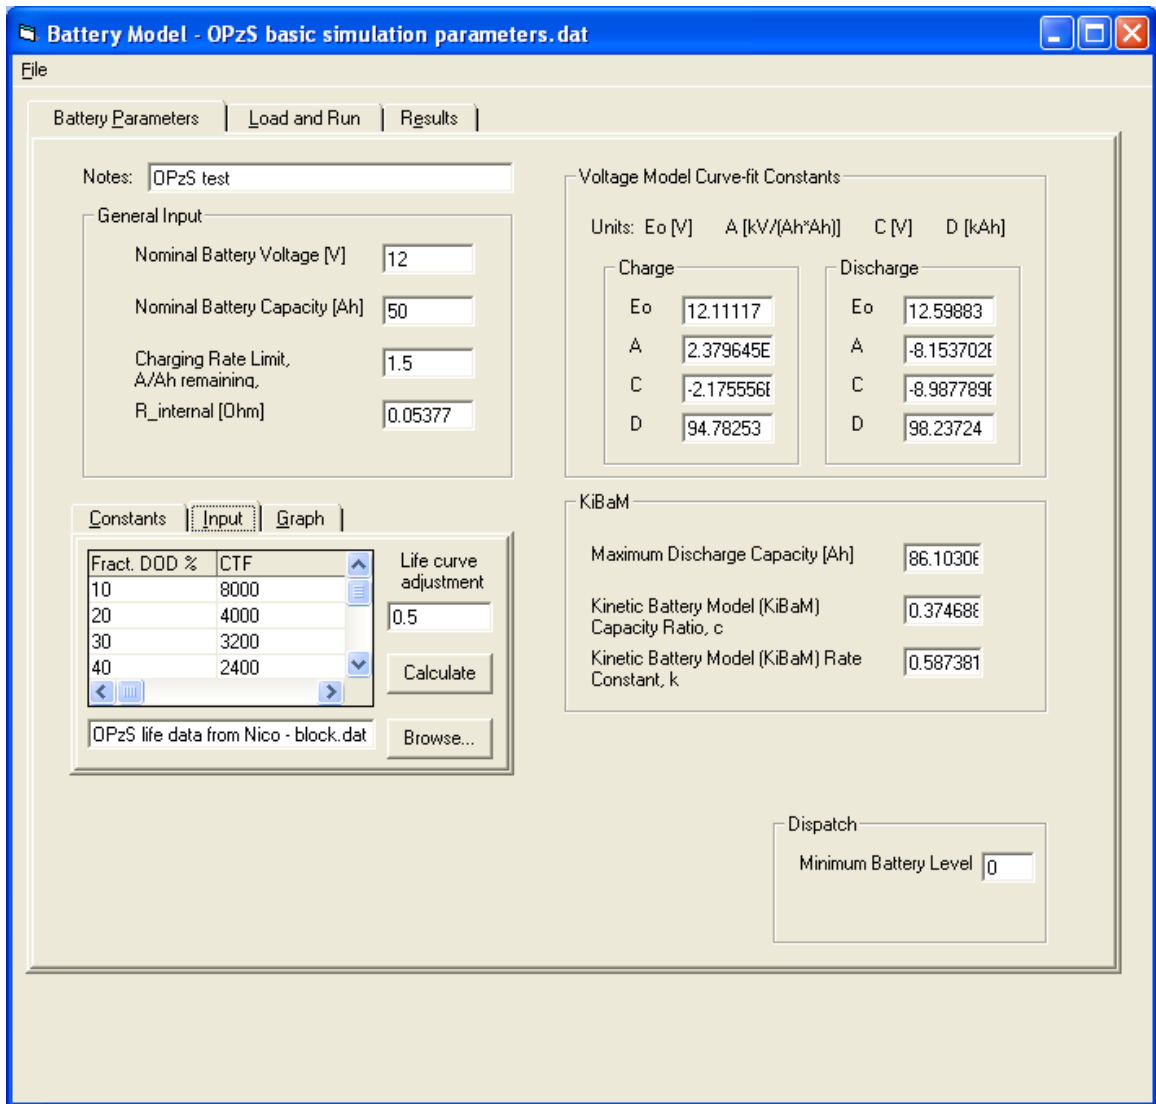 Battery Model - OPzS basic simulation parameters.dat
File
Battery Parameters Load and Run Results
Notes: OPzS test
General Input
Nominal Battery Voltage [V] 12
Nominal Battery Capacity [Ah] 50
Charging Rate Limit, 1.5
A/Ah remaining,
R_internal [Ohm] 0.05377
Voltage Model Curve-fit Constants
Units: Eo [V] A [kV/(Ah*Ah)] C [V] D [kAh]
Charge
Eo 12.11117
A 2.379645E
C -2.175556E
D 94.78253
Discharge
Eo 12.59883
A -8.153702E
C -8.987789E
D 98.23724
Constants Input Graph
Fract. DOD % CTF
10 8000
20 4000
30 3200
40 2400
Life curve
adjustment
0.5
Calculate
OPzS life data from Nico - block.dat
Browse...
KiBaM
Maximum Discharge Capacity [Ah] 86.10306
Kinetic Battery Model (KiBaM) 0.374688
Capacity Ratio, c
Kinetic Battery Model (KiBaM) Rate 0.587381
Constant, k
Dispatch
Minimum Battery Level 0